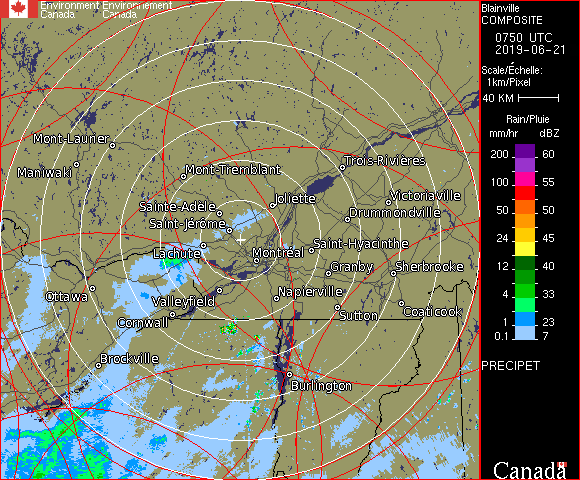 Environment Environnement
Canada Canada
Blainville
COMPOSITE
0750 UTC
2019-06-21
Scale/Échelle:
1km/Pixel
40 KM
Rain/Pluie
mm/hr dBZ
200 60
100 55
50 50
24 45
12 40
4 33
1 23
0.1 7
PRECIPET
Canada
Mont-Laurier
Maniwaki
Mont-Tremblant
Trois-Rivières
Joliette
Victoriaville
Sainte-Adèle
Drummondville
Saint-Jérôme
Saint-Hyacinthe
Lachute
Montréal
Granby
Sherbrooke
Ottawa
Valleyfield
Napierville
Coaticook
Cornwall
Sutton
Brockville
Burlington